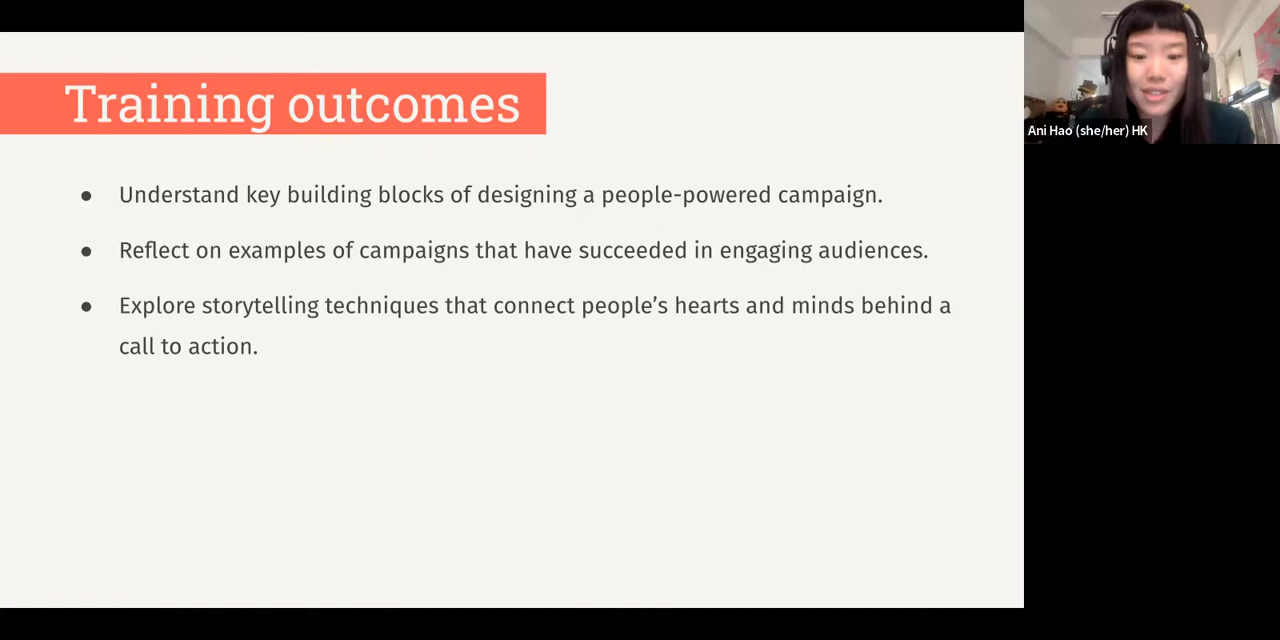 Training outcomes
● Understand key building blocks of designing a people-powered campaign.
● Reflect on examples of campaigns that have succeeded in engaging audiences.
● Explore storytelling techniques that connect people’s hearts and minds behind a
call to action.
Ani Hao (she/her) HK